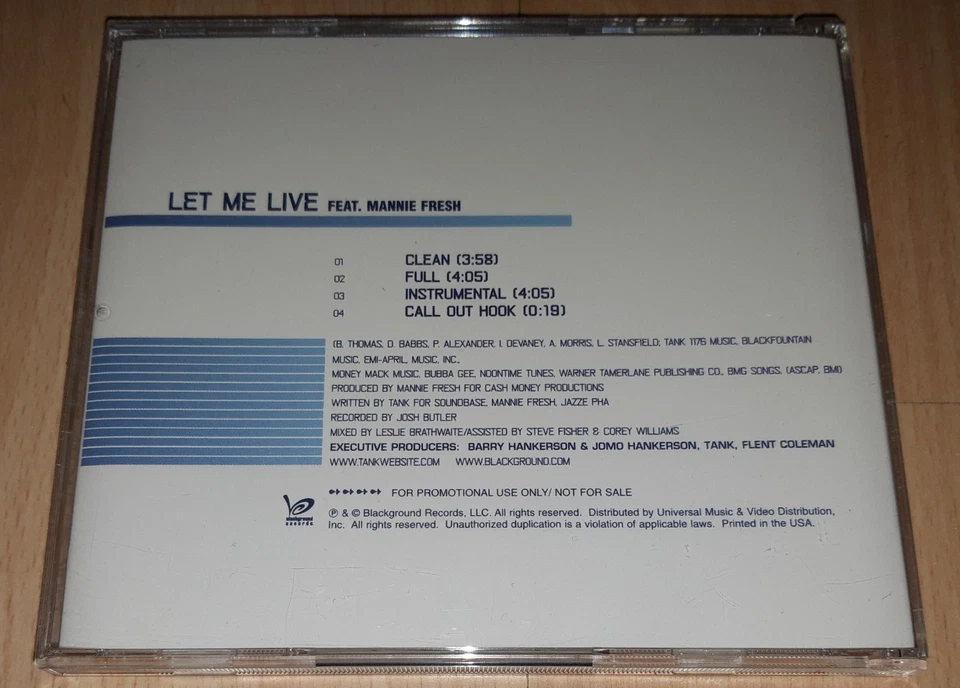 LET ME LIVE FEAT. MANNIE FRESH
01 CLEAN (3:58)
02 FULL (4:05)
03 INSTRUMENTAL (4:05)
04 CALL OUT HOOK (0:19)
(B. THOMAS, D. BABBS, P. ALEXANDER, I. DEVANEY, A. MORRIS, L. STANSFIELD; TANK 1176 MUSIC, BLACKFOUNTAIN
MUSIC, EMI-APRIL, MUSIC, INC.,
MONEY MACK MUSIC, BUBBA GEE, NOONTIME TUNES, WARNER TAMERLANE PUBLISHING CO., BMG SONGS, (ASCAP, BMI)
PRODUCED BY MANNIE FRESH FOR CASH MONEY PRODUCTIONS
WRITTEN BY TANK FOR SOUNDBASE, MANNIE FRESH, JAZZE PHA
RECORDED BY JOSH BUTLER
MIXED BY LESLIE BRATHWAITE/ASSISTED BY STEVE FISHER & COREY WILLIAMS
EXECUTIVE PRODUCERS: BARRY HANKERSON & JOMO HANKERSON, TANK, FLENT COLEMAN
WWW.TANKWEBSITE.COM WWW.BLACKGROUND.COM
FOR PROMOTIONAL USE ONLY/ NOT FOR SALE
blackground
records
℗ & © Blackground Records, LLC. All rights reserved. Distributed by Universal Music & Video Distribution,
Inc. All rights reserved. Unauthorized duplication is a violation of applicable laws. Printed in the USA.